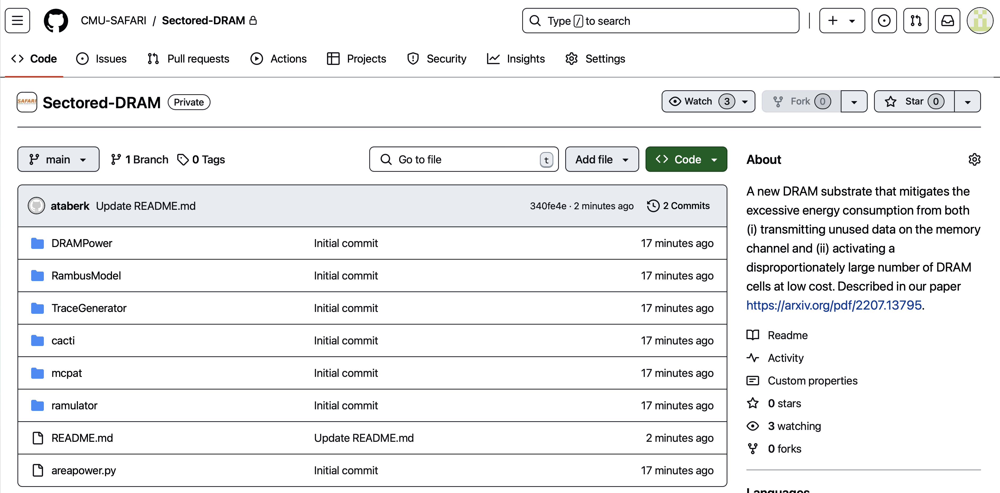 CMU-SAFARI / Sectored-DRAM
Type / to search
Code
Issues
Pull requests
Actions
Projects
Security
Insights
Settings
SAFARI
Sectored-DRAM
Private
Watch 3
Fork 0
Star 0
main
1 Branch
0 Tags
Go to file
t
Add file
Code
ataberk Update README.md
340fe4e · 2 minutes ago
2 Commits
DRAMPower Initial commit 17 minutes ago
RambusModel Initial commit 17 minutes ago
TraceGenerator Initial commit 17 minutes ago
cacti Initial commit 17 minutes ago
mcpat Initial commit 17 minutes ago
ramulator Initial commit 17 minutes ago
README.md Update README.md 2 minutes ago
areapower.py Initial commit 17 minutes ago
About
A new DRAM substrate that mitigates the
excessive energy consumption from both
(i) transmitting unused data on the memory
channel and (ii) activating a
disproportionately large number of DRAM
cells at low cost. Described in our paper
https://arxiv.org/pdf/2207.13795.
Readme
Activity
Custom properties
0 stars
3 watching
0 forks
Languages